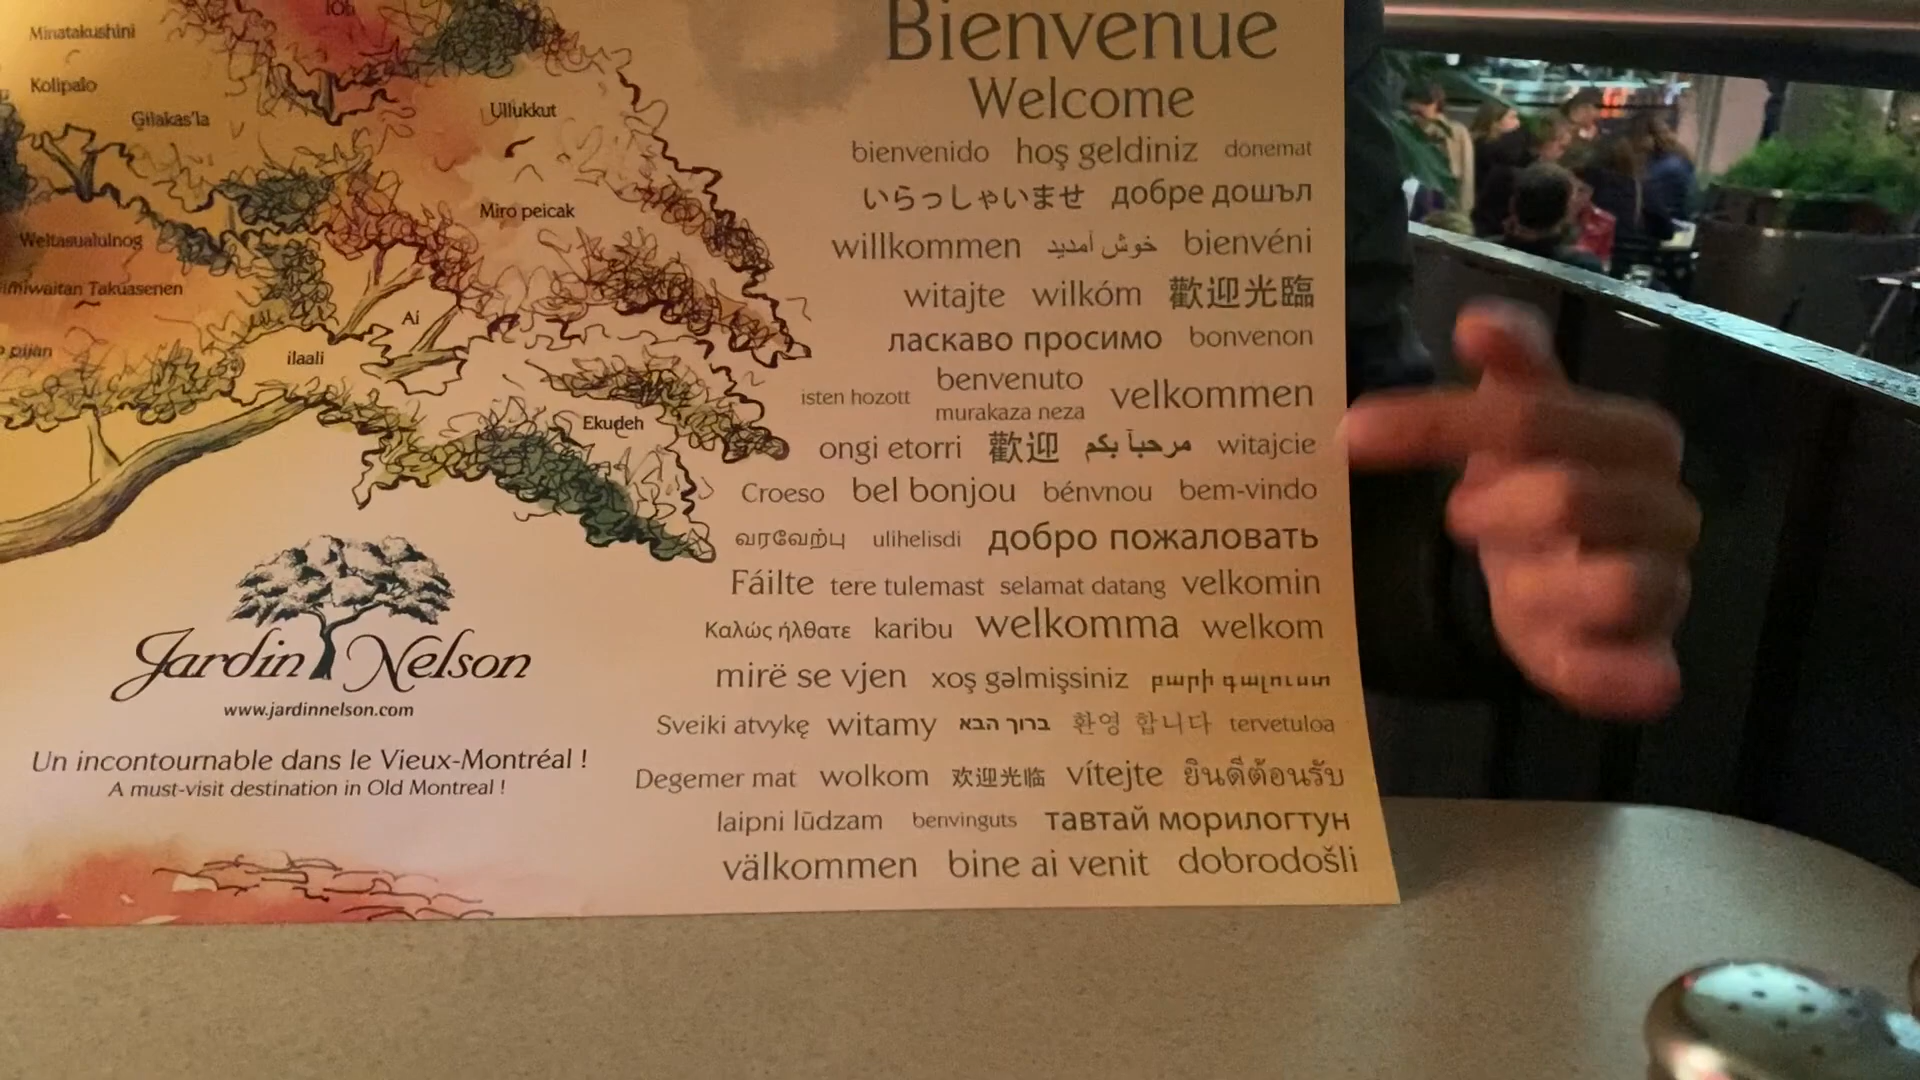 Minatakushini
Kolipalo
Gilakas'la
Ullukkut
Miro peicak
Weltasualulnog
Takuasenen
Ai
pijan
ilaali
Ekudeh
Jardin Nelson
www.jardinnelson.com
Un incontournable dans le Vieux-Montréal !
A must-visit destination in Old Montreal !
Bienvenue
Welcome
bienvenido hoş geldiniz donemat
いらっしゃいませ добре дошъл
willkommen خوش آمدید bienvéni
witajte wilkóm 歡迎光臨
ласкаво просимо bonvenon
isten hozott benvenuto murakaza neza velkommen
ongi etorri 歡迎 مرحباً بكم witajcie
Croeso bel bonjou bénvnou bem-vindo
வரவேற்பு ulihelisdi добро пожаловать
Fáilte tere tulemast selamat datang velkomin
Καλώς ήλθατε karibu welkomma welkom
mirë se vjen xoş gəlmişsiniz բարի գալուստ
Sveiki atvykę witamy ברוך הבא 환영 합니다 tervetuloa
Degemer mat wolkom 欢迎光临 vítejte ยินดีต้อนรับ
laipni lūdzam benvinguts тавтай морилогтун
välkommen bine ai venit dobrodošli